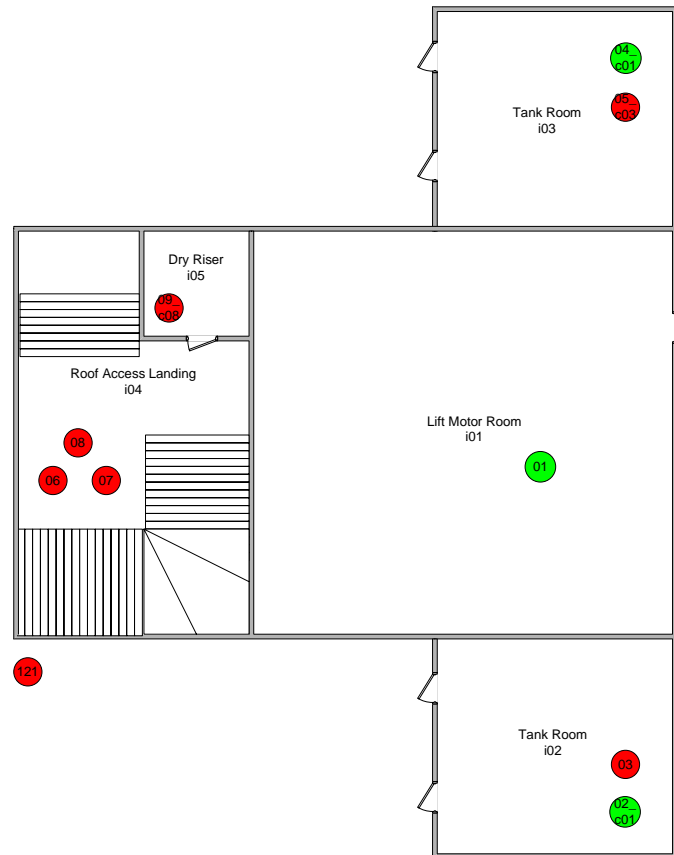 04_
c01
05_
c03
Tank Room
i03
Dry Riser
i05
09_
c08
Roof Access Landing
i04
08
06
07
Lift Motor Room
i01
01
121
Tank Room
i02
03
02_
c01